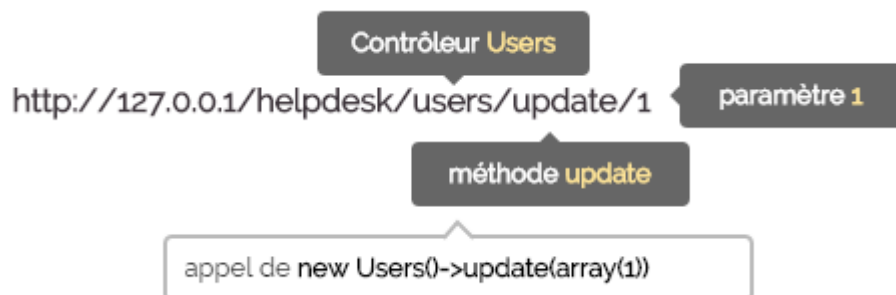 Contrôleur Users
http://127.0.0.1/helpdesk/users/update/1
paramètre 1
méthode update
appel de new Users()->update(array(1))